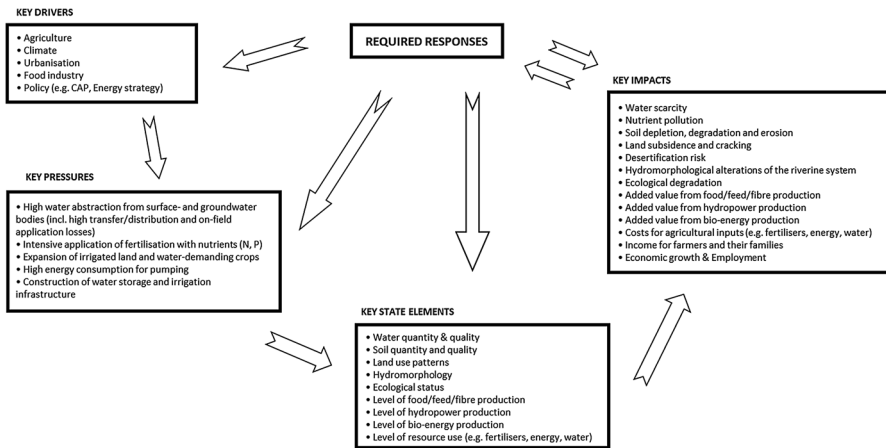 KEY DRIVERS
• Agriculture
• Climate
• Urbanisation
• Food industry
• Policy (e.g. CAP, Energy strategy)
REQUIRED RESPONSES
KEY IMPACTS
• Water scarcity
• Nutrient pollution
• Soil depletion, degradation and erosion
• Land subsidence and cracking
• Desertification risk
• Hydromorphological alterations of the riverine system
• Ecological degradation
• Added value from food/feed/fibre production
• Added value from hydropower production
• Added value from bio-energy production
• Costs for agricultural inputs (e.g. fertilisers, energy, water)
• Income for farmers and their families
• Economic growth & Employment
KEY PRESSURES
• High water abstraction from surface- and groundwater
bodies (incl. high transfer/distribution and on-field
application losses)
• Intensive application of fertilisation with nutrients (N, P)
• Expansion of irrigated land and water-demanding crops
• High energy consumption for pumping
• Construction of water storage and irrigation
infrastructure
KEY STATE ELEMENTS
• Water quantity & quality
• Soil quantity and quality
• Land use patterns
• Hydromorphology
• Ecological status
• Level of food/feed/fibre production
• Level of hydropower production
• Level of bio-energy production
• Level of resource use (e.g. fertilisers, energy, water)